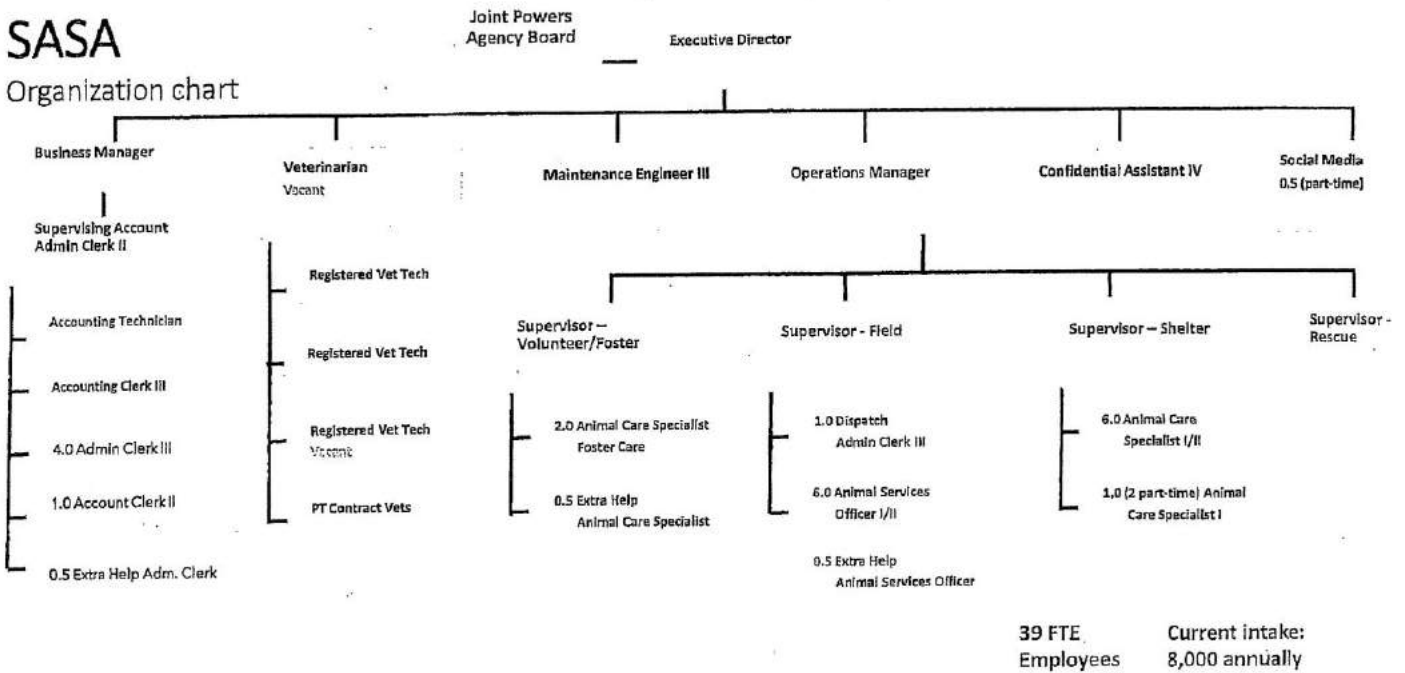 SASA
Organization chart
Joint Powers
Agency Board
Executive Director
Business Manager
Veterinarian
Vacant
Maintenance Engineer III
Operations Manager
Confidential Assistant IV
Social Media
0.5 (part-time)
Supervising Account
Admin Clerk II
Accounting Technician
Accounting Clerk III
4.0 Admin Clerk III
1.0 Account Clerk II
0.5 Extra Help Adm. Clerk
Registered Vet Tech
Registered Vet Tech
Registered Vet Tech
Vacant
PT Contract Vets
Supervisor –
Volunteer/Foster
2.0 Animal Care Specialist
Foster Care
0.5 Extra Help
Animal Care Specialist
Supervisor - Field
1.0 Dispatch
Admin Clerk III
6.0 Animal Services
Officer I/II
0.5 Extra Help
Animal Services Officer
Supervisor – Shelter
6.0 Animal Care
Specialist I/II
1,0 (2 part-time) Animal
Care Specialist I
Supervisor -
Rescue
39 FTE
Employees
Current intake:
8,000 annually